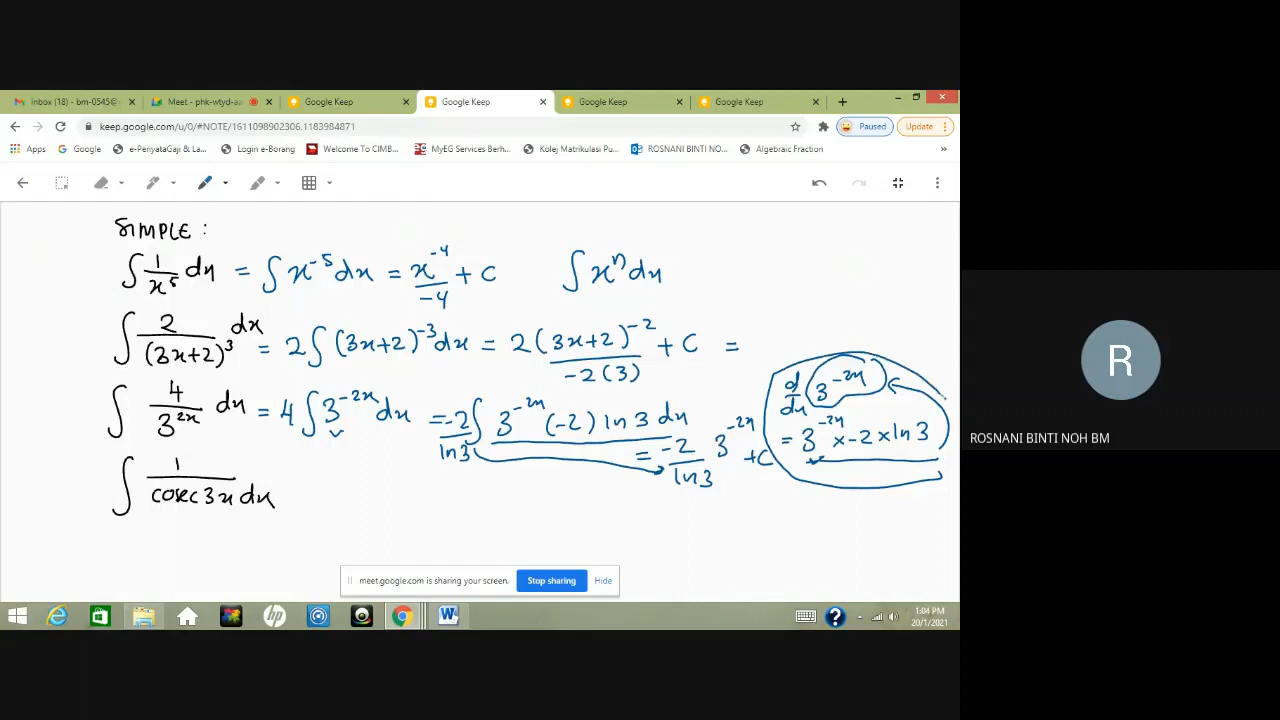 Inbox (18) - bm-0545@
Meet - phk-wtyd-aa
Google Keep
Google Keep
Google Keep
Google Keep
keep.google.com/u/0/#NOTE/1611098902306.1183984871
Paused
Update
Apps
Google
e-PenyataGaji & La...
Login e-Borang
Welcome To CIMB...
MyEG Services Berh...
Kolej Matrikulasi Pu...
ROSNANI BINTI NO...
Algebraic Fraction
»
SIMPLE :
∫ 1/x⁵ dx = ∫ x⁻⁵ dx = x⁻⁴/-4 + C ∫ xⁿ dx
∫ 2/(3x+2)³ dx = 2 ∫ (3x+2)⁻³ dx = 2(3x+2)⁻²/-2(3) + C =
∫ 4/3²ˣ dx = 4 ∫ 3⁻²ˣ dx = -2/ln3 ∫ 3⁻²ˣ (-2) ln 3 dx
= -2/ln3 3⁻²ˣ + C
d/dx 3⁻²ˣ
= 3⁻²ˣ × -2 × ln 3
∫ 1/cosec 3x dx
ROSNANI BINTI NOH BM
R
meet.google.com is sharing your screen.
Stop sharing
Hide
1:04 PM
20/1/2021